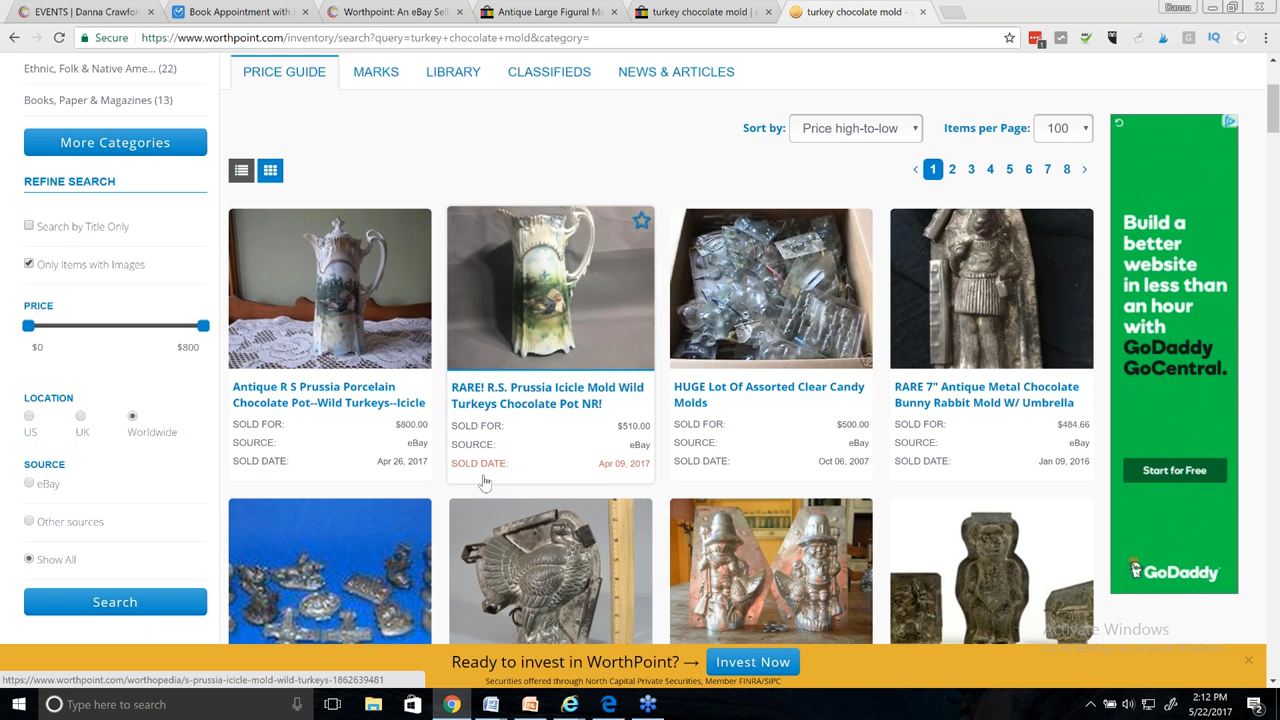 EVENTS | Danna Crawfor
Book Appointment with
Worthpoint: An eBay Sel
Antique Large Figural M
turkey chocolate mold | e
turkey chocolate mold -
Danna
Secure
https://www.worthpoint.com/inventory/search?query=turkey+chocolate+mold&category=
Ethnic, Folk & Native Ame... (22)
Books, Paper & Magazines (13)
More Categories
REFINE SEARCH
Search by Title Only
Only Items with Images
PRICE
$0
$800
LOCATION
US
UK
Worldwide
SOURCE
eBay
Other sources
Show All
Search
PRICE GUIDE
MARKS
LIBRARY
CLASSIFIEDS
NEWS & ARTICLES
Sort by:
Price high-to-low
Items per Page:
100
< 1 2 3 4 5 6 7 8 >
Antique R S Prussia Porcelain
Chocolate Pot--Wild Turkeys--Icicle
SOLD FOR: $800.00
SOURCE: eBay
SOLD DATE: Apr 26, 2017
RARE! R.S. Prussia Icicle Mold Wild
Turkeys Chocolate Pot NR!
SOLD FOR: $510.00
SOURCE: eBay
SOLD DATE: Apr 09, 2017
HUGE Lot Of Assorted Clear Candy
Molds
SOLD FOR: $500.00
SOURCE: eBay
SOLD DATE: Oct 06, 2007
RARE 7" Antique Metal Chocolate
Bunny Rabbit Mold W/ Umbrella
SOLD FOR: $484.66
SOURCE: eBay
SOLD DATE: Jan 09, 2016
Build a
better
website
in less than
an hour
with
GoDaddy
GoCentral.
Start for Free
GoDaddy
Activate Windows
Ready to invest in WorthPoint? →
Invest Now
Securities offered through North Capital Private Securities, Member FINRA/SIPC
https://www.worthpoint.com/worthopedia/s-prussia-icicle-mold-wild-turkeys-1862639481
Type here to search
2:12 PM
5/22/2017
2